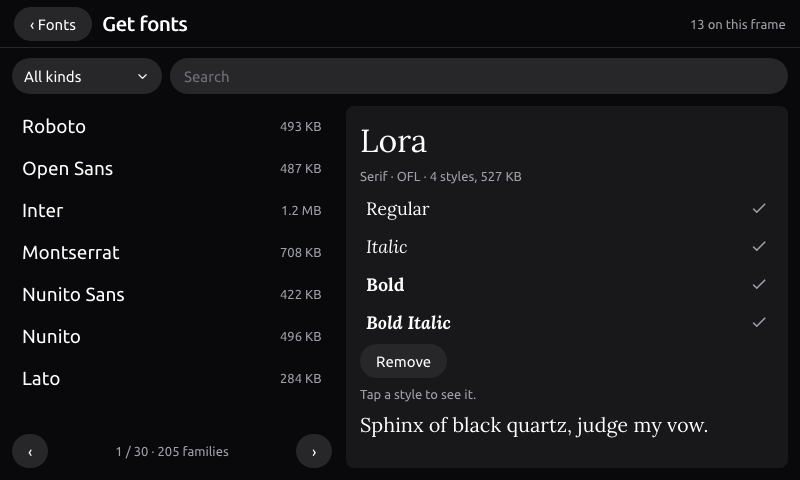 ‹ Fonts
Get fonts
13 on this frame
All kinds
Search
Roboto 493 KB
Open Sans 487 KB
Inter 1.2 MB
Montserrat 708 KB
Nunito Sans 422 KB
Nunito 496 KB
Lato 284 KB
‹ 1 / 30 · 205 families ›
Lora
Serif · OFL · 4 styles, 527 KB
Regular
Italic
Bold
Bold Italic
Remove
Tap a style to see it.
Sphinx of black quartz, judge my vow.